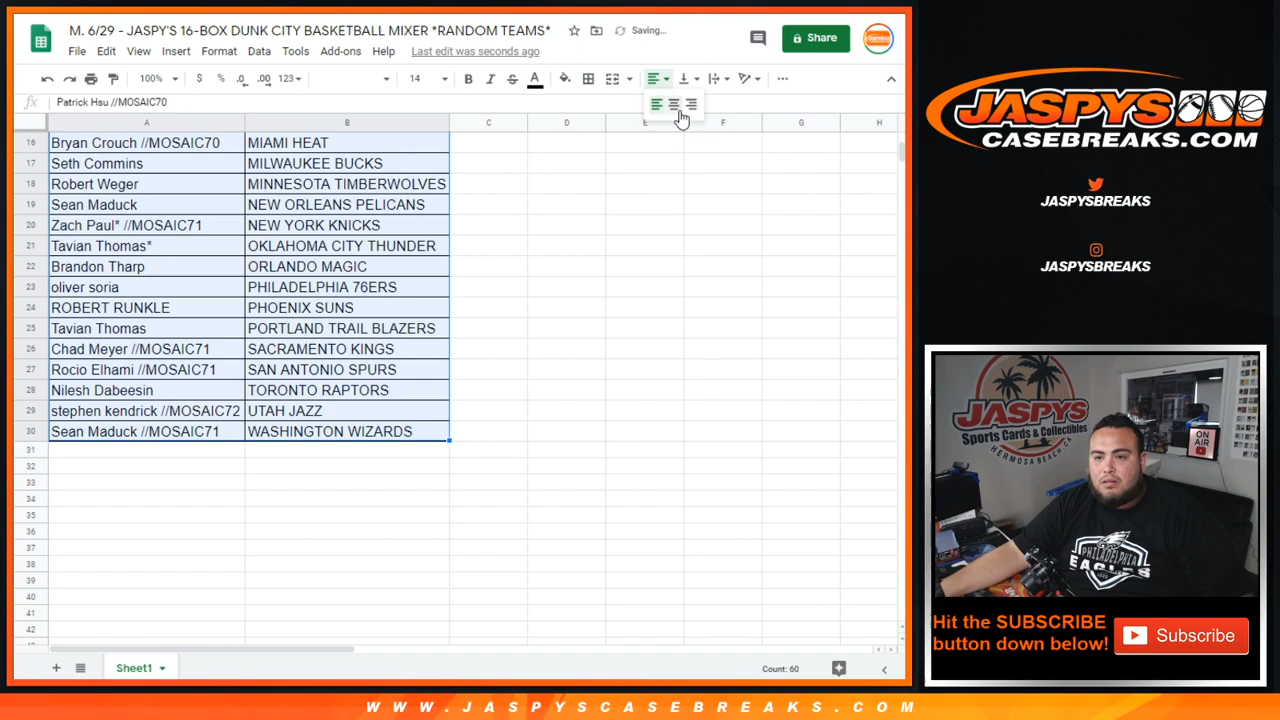 M. 6/29 - JASPY'S 16-BOX DUNK CITY BASKETBALL MIXER *RANDOM TEAMS*
Saving...
File Edit View Insert Format Data Tools Add-ons Help Last edit was seconds ago
Share
100% $ % .0 .00 123 14 B I S A
fx Patrick Hsu //MOSAIC70
A B C D E F G H
16 Bryan Crouch //MOSAIC70 MIAMI HEAT
17 Seth Commins MILWAUKEE BUCKS
18 Robert Weger MINNESOTA TIMBERWOLVES
19 Sean Maduck NEW ORLEANS PELICANS
20 Zach Paul* //MOSAIC71 NEW YORK KNICKS
21 Tavian Thomas* OKLAHOMA CITY THUNDER
22 Brandon Tharp ORLANDO MAGIC
23 oliver soria PHILADELPHIA 76ERS
24 ROBERT RUNKLE PHOENIX SUNS
25 Tavian Thomas PORTLAND TRAIL BLAZERS
26 Chad Meyer //MOSAIC71 SACRAMENTO KINGS
27 Rocio Elhami //MOSAIC71 SAN ANTONIO SPURS
28 Nilesh Dabeesin TORONTO RAPTORS
29 stephen kendrick //MOSAIC72 UTAH JAZZ
30 Sean Maduck //MOSAIC71 WASHINGTON WIZARDS
31
32
33
34
35
36
37
38
39
40
41
42
Sheet1
Count: 60
JASPYS
CASEBREAKS.COM
JASPYSBREAKS
JASPYSBREAKS
JASPYS
Sports Cards & Collectibles
HERMOSA BEACH, CA
ON AIR
PHILADELPHIA
EAGLES
Hit the SUBSCRIBE
button down below!
Subscribe
WWW.JASPYSCASEBREAKS.COM